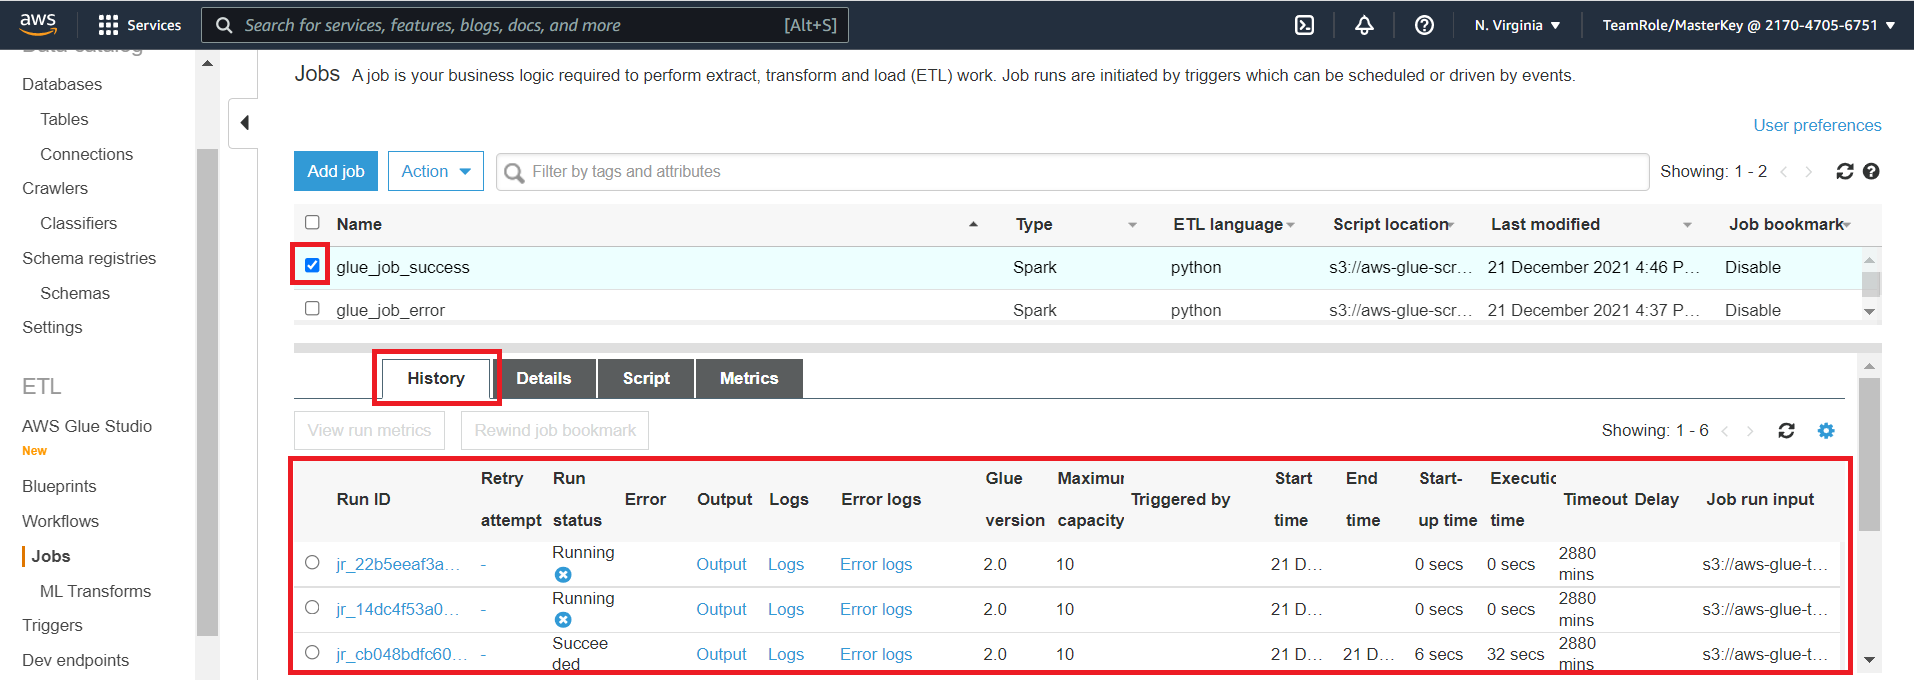 aws Services Search for services, features, blogs, docs, and more [Alt+S] N. Virginia TeamRole/MasterKey @ 2170-4705-6751
Databases
Tables
Connections
Crawlers
Classifiers
Schema registries
Schemas
Settings
ETL
AWS Glue Studio
New
Blueprints
Workflows
Jobs
ML Transforms
Triggers
Dev endpoints
Jobs A job is your business logic required to perform extract, transform and load (ETL) work. Job runs are initiated by triggers which can be scheduled or driven by events.
User preferences
Add job Action Filter by tags and attributes Showing: 1 - 2
Name Type ETL language Script location Last modified Job bookmark
glue_job_success Spark python s3://aws-glue-scr... 21 December 2021 4:46 P... Disable
glue_job_error Spark python s3://aws-glue-scr... 21 December 2021 4:37 P... Disable
History Details Script Metrics
View run metrics Rewind job bookmark Showing: 1 - 6
Run ID Retry attempt Run status Error Output Logs Error logs Glue version Maximum capacity Triggered by Start time End time Start-up time Executio time Timeout Delay Job run input
jr_22b5eeaf3a... - Running Output Logs Error logs 2.0 10 21 D... 0 secs 0 secs 2880 mins s3://aws-glue-t...
jr_14dc4f53a0... - Running Output Logs Error logs 2.0 10 21 D... 0 secs 0 secs 2880 mins s3://aws-glue-t...
jr_cb048bdfc60... - Succeeded Output Logs Error logs 2.0 10 21 D... 21 D... 6 secs 32 secs 2880 mins s3://aws-glue-t...